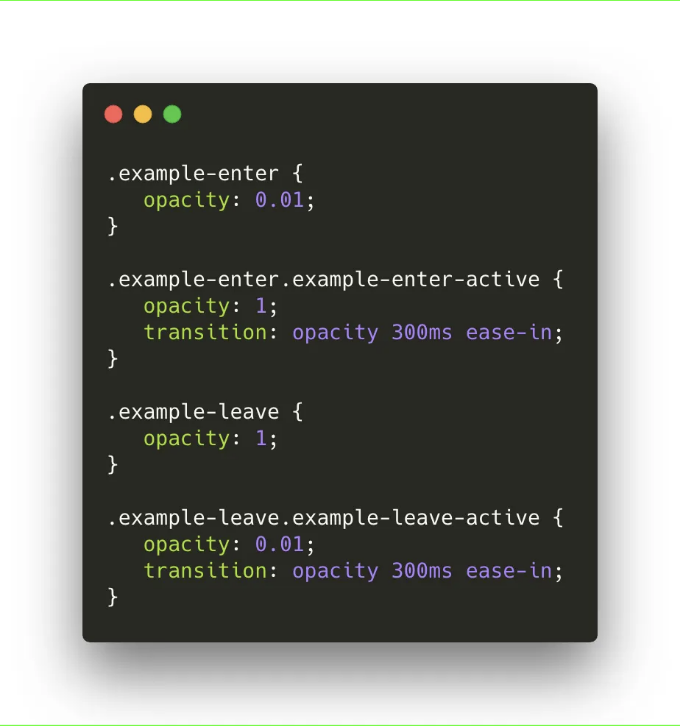 .example-enter {
   opacity: 0.01;
}

.example-enter.example-enter-active {
   opacity: 1;
   transition: opacity 300ms ease-in;
}

.example-leave {
   opacity: 1;
}

.example-leave.example-leave-active {
   opacity: 0.01;
   transition: opacity 300ms ease-in;
}